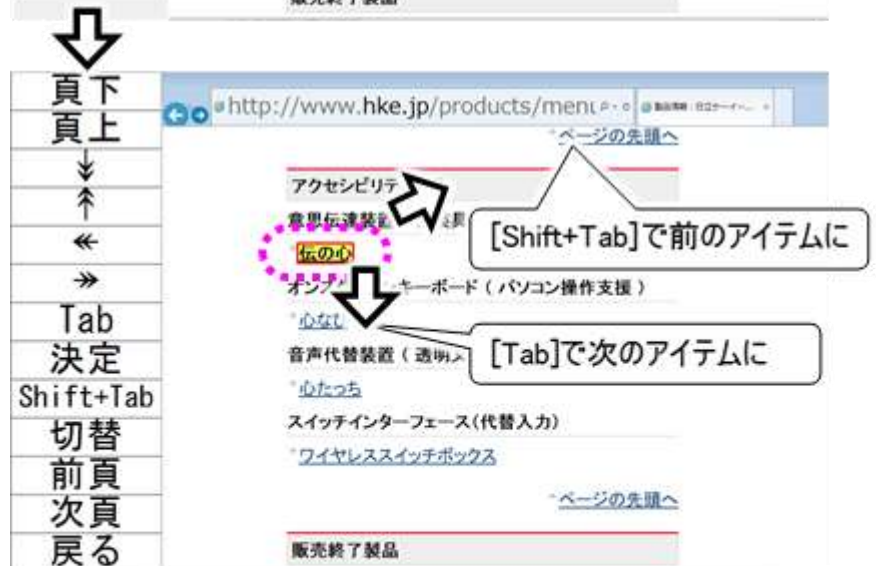 販売終了製品
頁下
頁上
↡
↟
↞
↠
Tab
決定
Shift+Tab
切替
前頁
次頁
戻る
http://www.hke.jp/products/menu
ページの先頭へ
アクセシビリテ
意思伝達装置
伝の心
[Shift+Tab]で前のアイテムに
キーボード(パソコン操作支援)
心な
[Tab]で次のアイテムに
音声代替装置(透明
心たっち
スイッチインターフェース(代替入力)
ワイヤレススイッチボックス
ページの先頭へ
販売終了製品